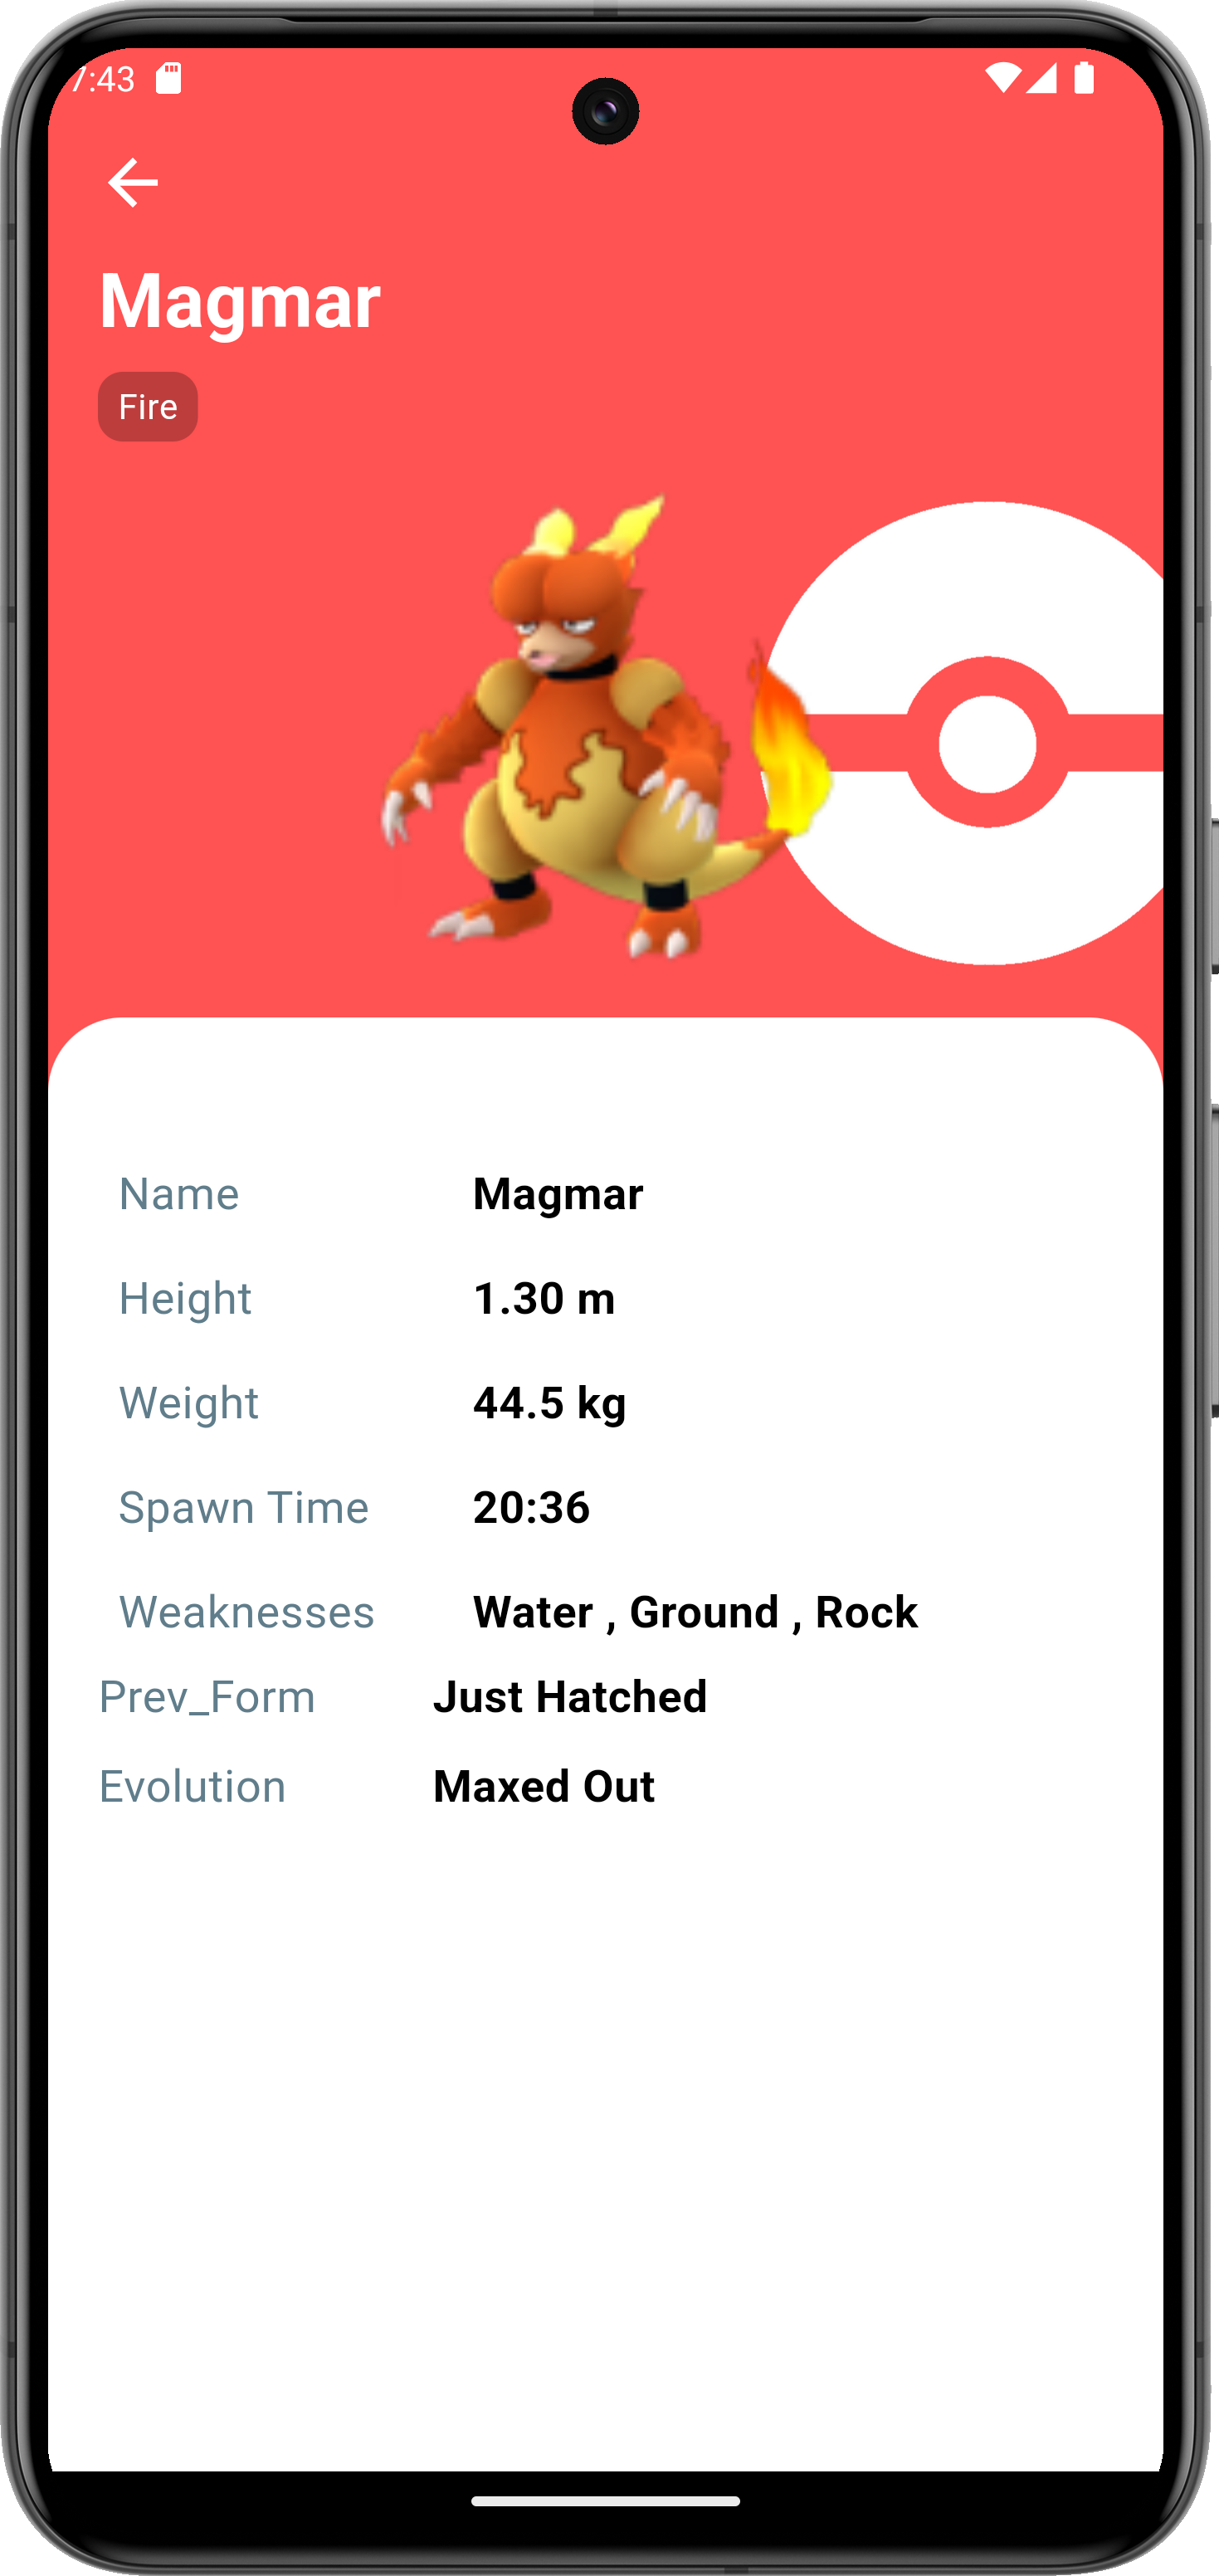 7:43
Magmar
Fire
Name Magmar
Height 1.30 m
Weight 44.5 kg
Spawn Time 20:36
Weaknesses Water , Ground , Rock
Prev_Form Just Hatched
Evolution Maxed Out